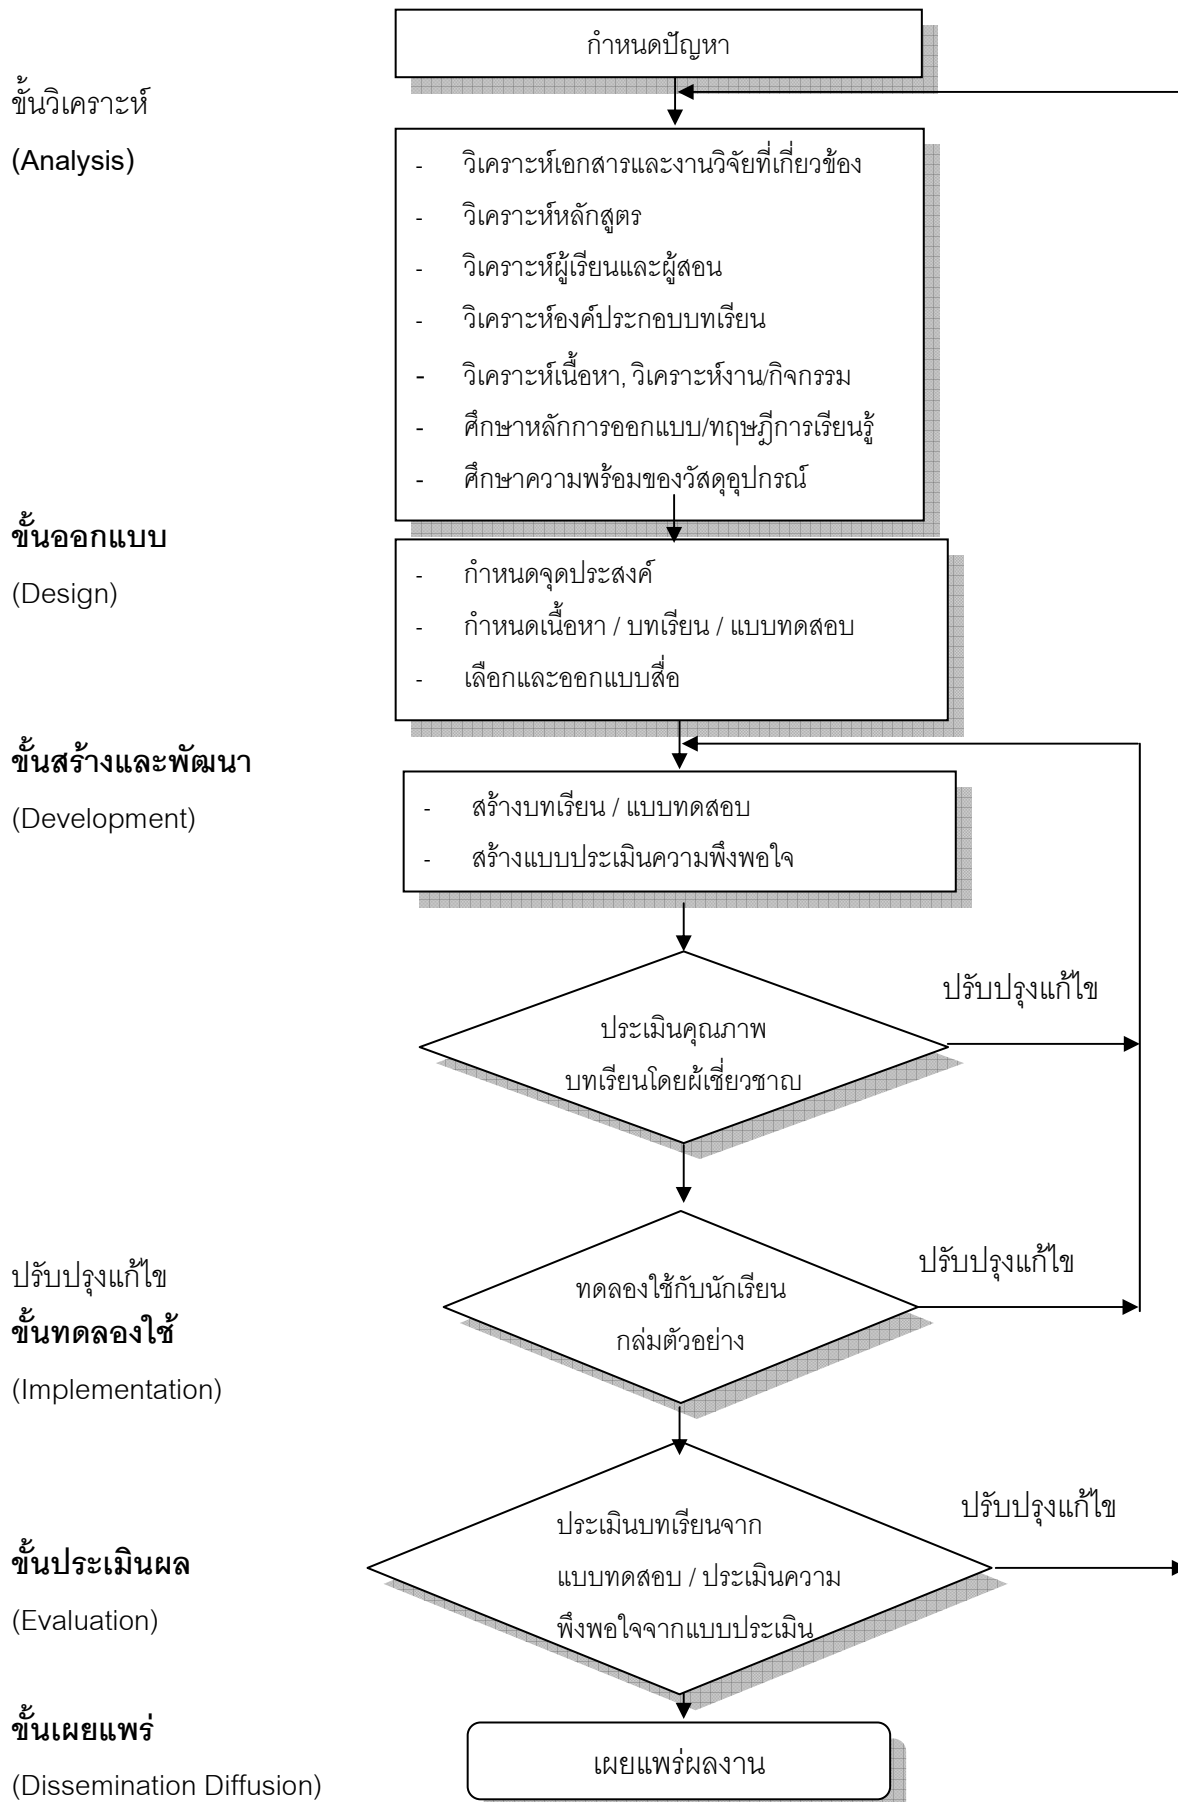 กำหนดปัญหา
ขั้นวิเคราะห์
(Analysis)
- วิเคราะห์เอกสารและงานวิจัยที่เกี่ยวข้อง
- วิเคราะห์หลักสูตร
- วิเคราะห์ผู้เรียนและผู้สอน
- วิเคราะห์องค์ประกอบบทเรียน
- วิเคราะห์เนื้อหา, วิเคราะห์งาน/กิจกรรม
- ศึกษาหลักการออกแบบ/ทฤษฎีการเรียนรู้
- ศึกษาความพร้อมของวัสดุอุปกรณ์
ขั้นออกแบบ
(Design)
- กำหนดจุดประสงค์
- กำหนดเนื้อหา / บทเรียน / แบบทดสอบ
- เลือกและออกแบบสื่อ
ขั้นสร้างและพัฒนา
(Development)
- สร้างบทเรียน / แบบทดสอบ
- สร้างแบบประเมินความพึงพอใจ
ปรับปรุงแก้ไข
ประเมินคุณภาพ
บทเรียนโดยผู้เชี่ยวชาญ
ปรับปรุงแก้ไข
ปรับปรุงแก้ไข
ขั้นทดลองใช้
(Implementation)
ทดลองใช้กับนักเรียน
กลุ่มตัวอย่าง
ปรับปรุงแก้ไข
ขั้นประเมินผล
(Evaluation)
ประเมินบทเรียนจาก
แบบทดสอบ / ประเมินความ
พึงพอใจจากแบบประเมิน
ขั้นเผยแพร่
(Dissemination Diffusion)
เผยแพร่ผลงาน